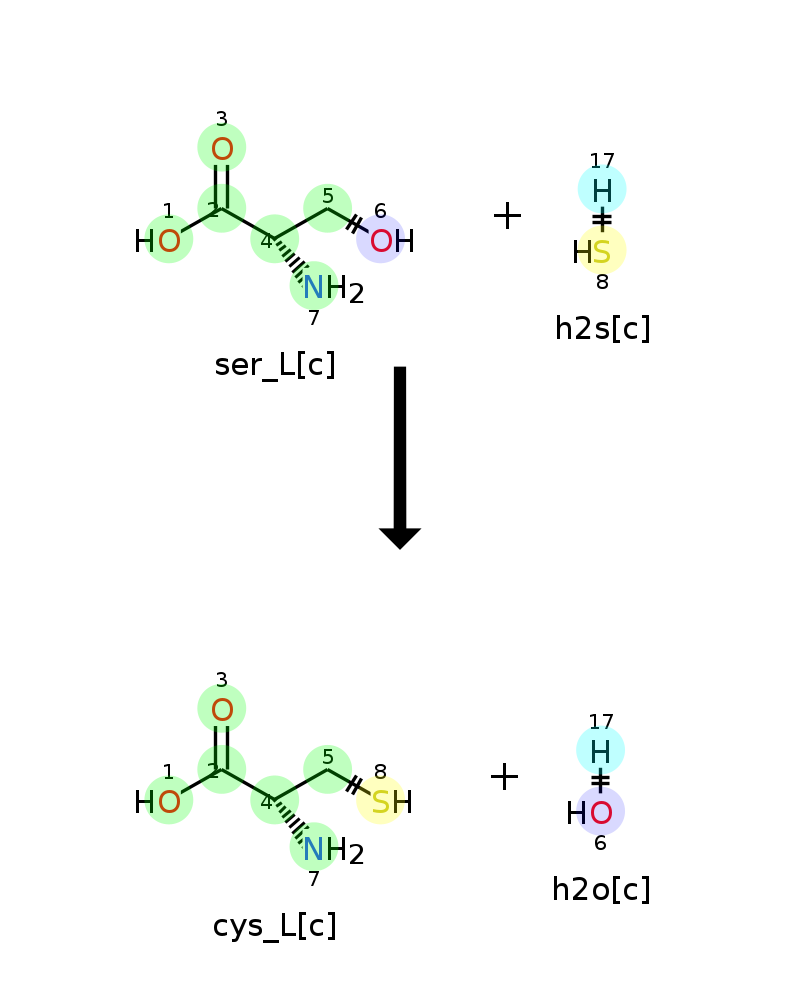 3
17
5
1 2 6
O
H
HO 4 OH + HS
NH2 8
7
ser_L[c] h2s[c]
3
17
5
1 2 8
O
H
HO 4 SH + HO
NH2 6
7
cys_L[c] h2o[c]